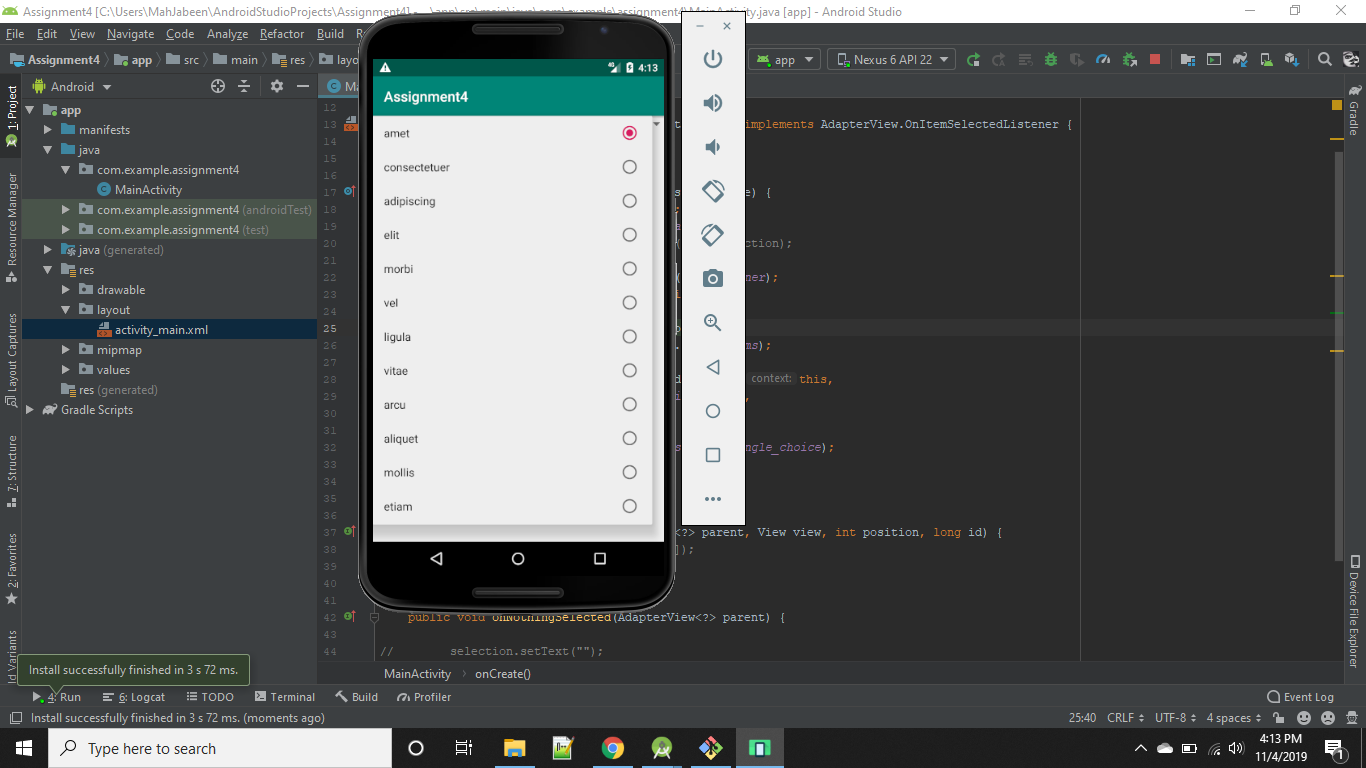 Assignment4 [C:\Users\MahJabeen\AndroidStudioProjects\Assignment4] - ...\app\src\main\java\com\example\assignment4\MainActivity.java [app] - Android Studio
File Edit View Navigate Code Analyze Refactor Build
Assignment4 app src main res
app Nexus 6 API 22
1: Project
Resource Manager
Layout Captures
7: Structure
2: Favorites
ld Variants
Android
app
manifests
java
com.example.assignment4
MainActivity
com.example.assignment4 (androidTest)
com.example.assignment4 (test)
java (generated)
res
drawable
layout
activity_main.xml
mipmap
values
res (generated)
Gradle Scripts
4:13
Assignment4
amet
consectetuer
adipiscing
elit
morbi
vel
ligula
vitae
arcu
aliquet
mollis
etiam
12
13 implements AdapterView.OnItemSelectedListener {
14
15
16
17 e) {
18
19
20 ction);
21
22 ner);
23
24
25
26 ms);
27
28 context: this,
29
30
31
32 ngle_choice);
33
34
35
36
37 <?> parent, View view, int position, long id) {
38 ]);
39
40
41
42 public void onNothingSelected(AdapterView<?> parent) {
43
44 // selection.setText("");
MainActivity › onCreate()
Gradle
Device File Explorer
Install successfully finished in 3 s 72 ms.
4: Run 6: Logcat TODO Terminal Build Profiler Event Log
Install successfully finished in 3 s 72 ms. (moments ago) 25:40 CRLF UTF-8 4 spaces
Type here to search
4:13 PM
11/4/2019
1